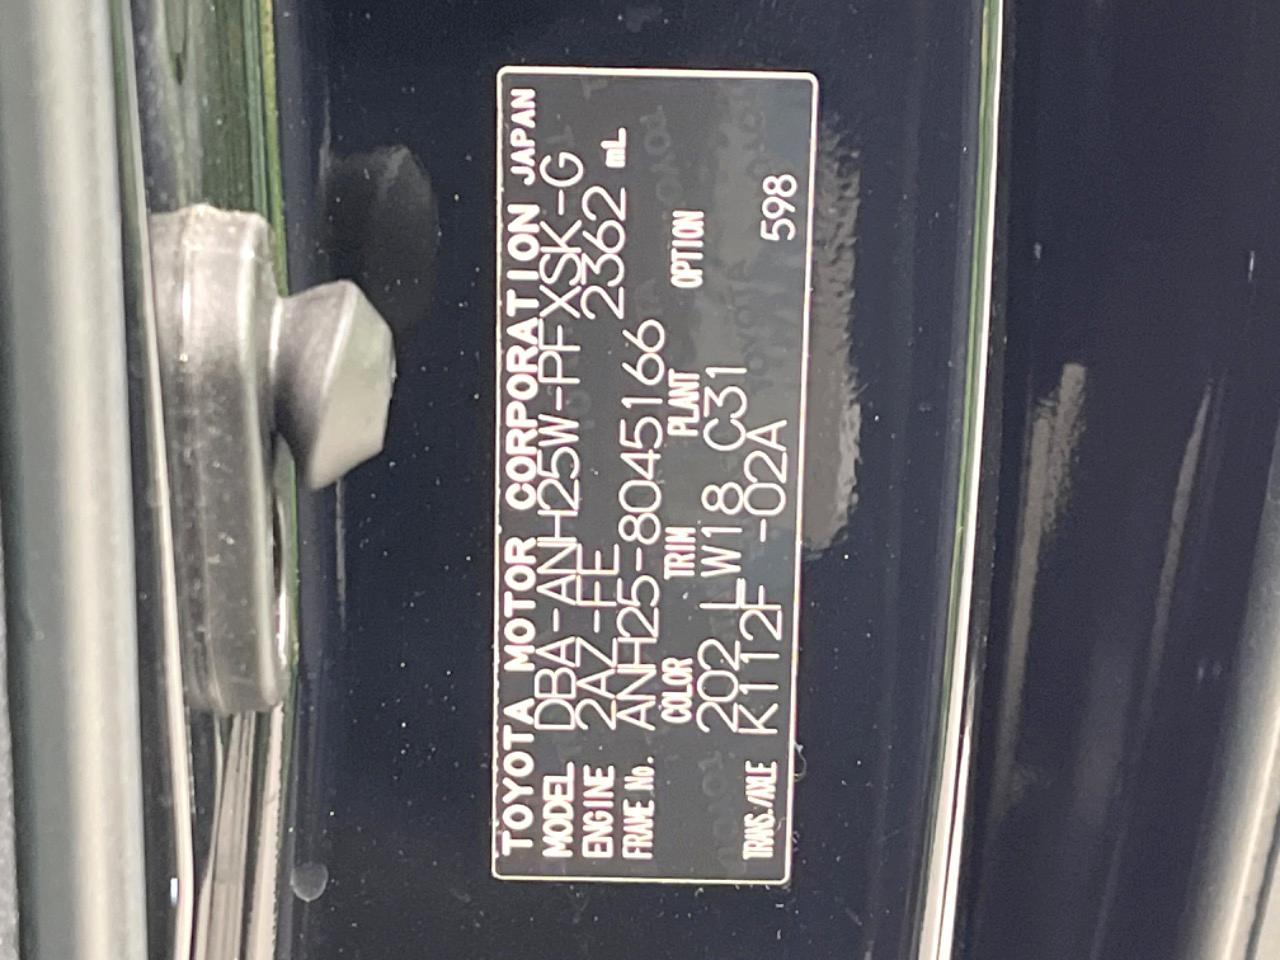 TOYOTA MOTOR CORPORATION JAPAN
MODEL DBA-ANH25W-PFXSK-G
ENGINE 2AZ-FE 2362 mL
FRAME No. ANH25-8045166
COLOR TRIM PLANT OPTION
202 LW18 C31
TRANS./AXLE K112F -02A 598